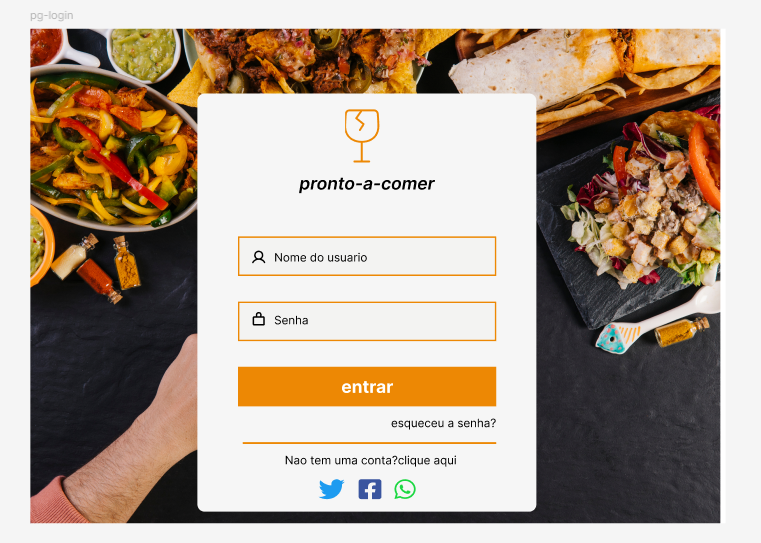 pg-login
pronto-a-comer
Nome do usuario
Senha
entrar
esqueceu a senha?
Nao tem uma conta?clique aqui